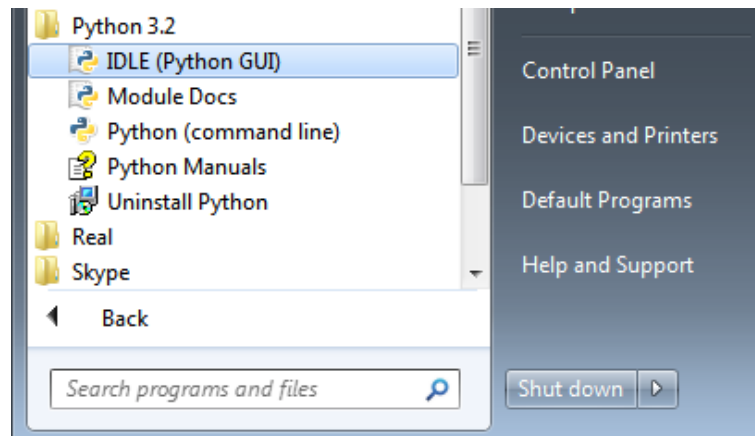 Python 3.2
IDLE (Python GUI)
Module Docs
Python (command line)
Python Manuals
Uninstall Python
Real
Skype
Back
Search programs and files
Control Panel
Devices and Printers
Default Programs
Help and Support
Shut down